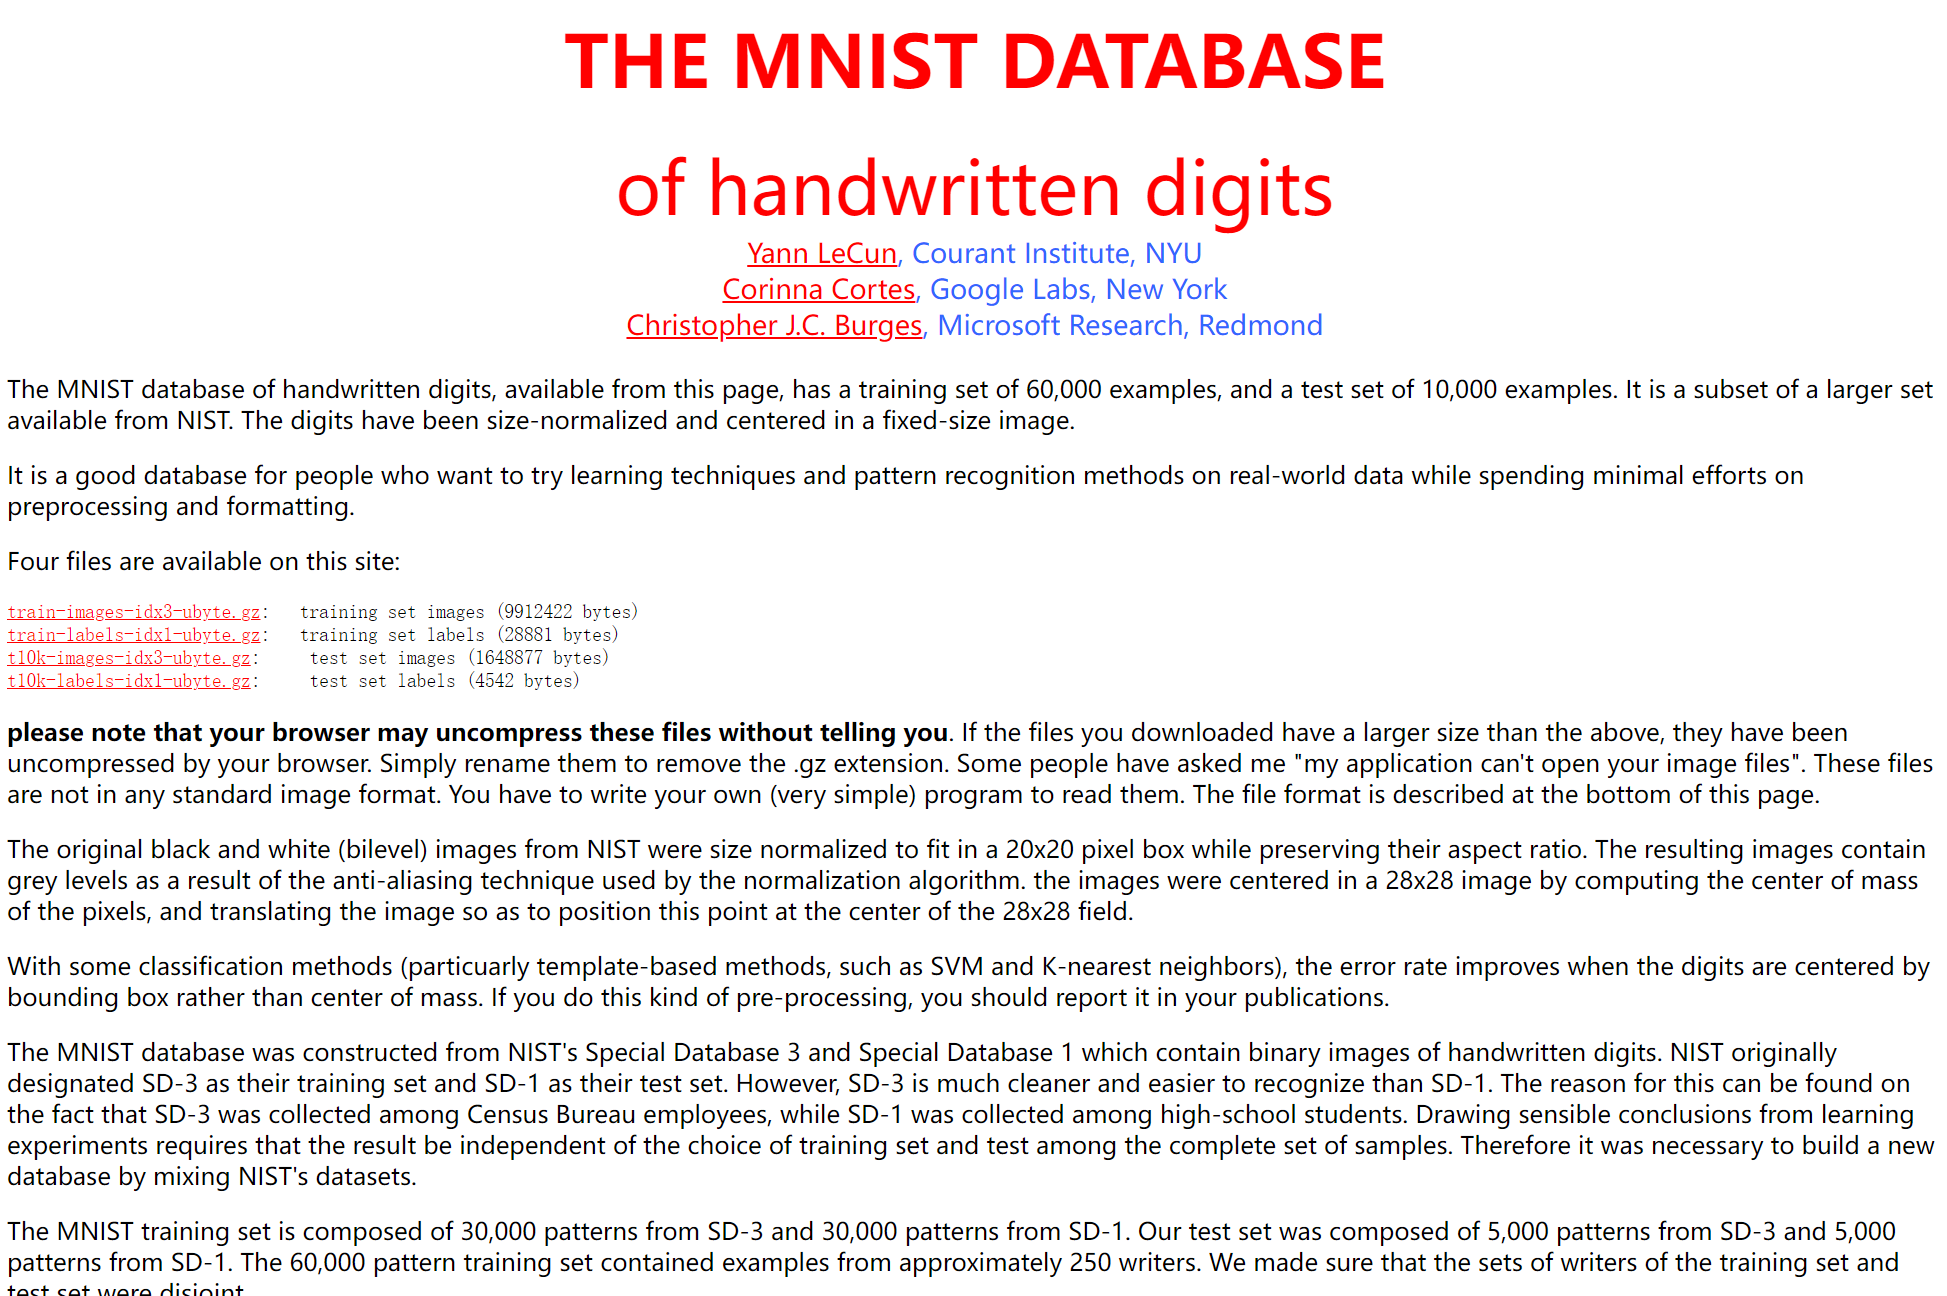 THE MNIST DATABASE
of handwritten digits
Yann LeCun, Courant Institute, NYU
Corinna Cortes, Google Labs, New York
Christopher J.C. Burges, Microsoft Research, Redmond
The MNIST database of handwritten digits, available from this page, has a training set of 60,000 examples, and a test set of 10,000 examples. It is a subset of a larger set
available from NIST. The digits have been size-normalized and centered in a fixed-size image.
It is a good database for people who want to try learning techniques and pattern recognition methods on real-world data while spending minimal efforts on
preprocessing and formatting.
Four files are available on this site:
train-images-idx3-ubyte.gz: training set images (9912422 bytes)
train-labels-idx1-ubyte.gz: training set labels (28881 bytes)
t10k-images-idx3-ubyte.gz: test set images (1648877 bytes)
t10k-labels-idx1-ubyte.gz: test set labels (4542 bytes)
please note that your browser may uncompress these files without telling you. If the files you downloaded have a larger size than the above, they have been
uncompressed by your browser. Simply rename them to remove the .gz extension. Some people have asked me "my application can't open your image files". These files
are not in any standard image format. You have to write your own (very simple) program to read them. The file format is described at the bottom of this page.
The original black and white (bilevel) images from NIST were size normalized to fit in a 20x20 pixel box while preserving their aspect ratio. The resulting images contain
grey levels as a result of the anti-aliasing technique used by the normalization algorithm. the images were centered in a 28x28 image by computing the center of mass
of the pixels, and translating the image so as to position this point at the center of the 28x28 field.
With some classification methods (particuarly template-based methods, such as SVM and K-nearest neighbors), the error rate improves when the digits are centered by
bounding box rather than center of mass. If you do this kind of pre-processing, you should report it in your publications.
The MNIST database was constructed from NIST's Special Database 3 and Special Database 1 which contain binary images of handwritten digits. NIST originally
designated SD-3 as their training set and SD-1 as their test set. However, SD-3 is much cleaner and easier to recognize than SD-1. The reason for this can be found on
the fact that SD-3 was collected among Census Bureau employees, while SD-1 was collected among high-school students. Drawing sensible conclusions from learning
experiments requires that the result be independent of the choice of training set and test among the complete set of samples. Therefore it was necessary to build a new
database by mixing NIST's datasets.
The MNIST training set is composed of 30,000 patterns from SD-3 and 30,000 patterns from SD-1. Our test set was composed of 5,000 patterns from SD-3 and 5,000
patterns from SD-1. The 60,000 pattern training set contained examples from approximately 250 writers. We made sure that the sets of writers of the training set and
test set were disjoint.